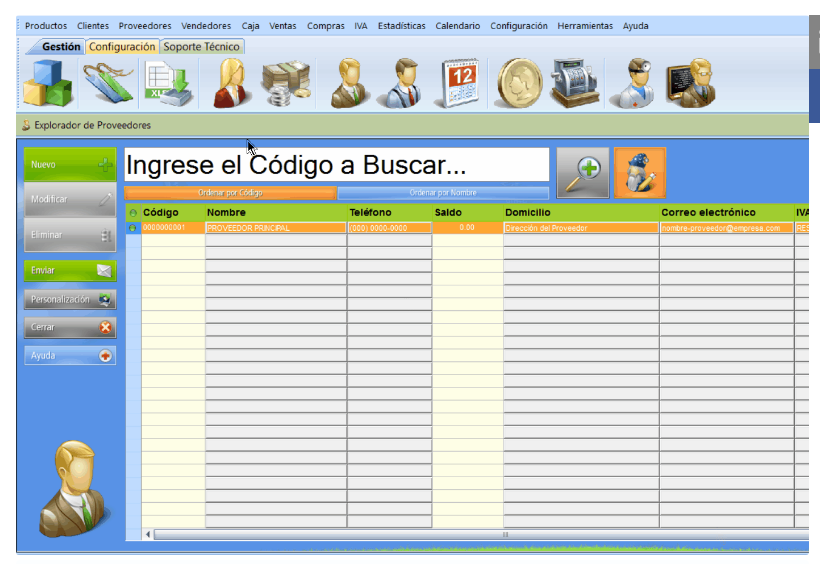 Productos Clientes Proveedores Vendedores Caja Ventas Compras IVA Estadísticas Calendario Configuración Herramientas Ayuda
Gestión Configuración Soporte Técnico
XLS
12
Explorador de Proveedores
Nuevo
Modificar
Eliminar
Enviar
Personalización
Cerrar
Ayuda
Ingrese el Código a Buscar...
Ordenar por Código Ordenar por Nombre
Código Nombre Teléfono Saldo Domicilio Correo electrónico IVA
0000000001 PROVEEDOR PRINCIPAL (000) 0000-0000 0.00 Dirección del Proveedor nombre-proveedor@empresa.com RES